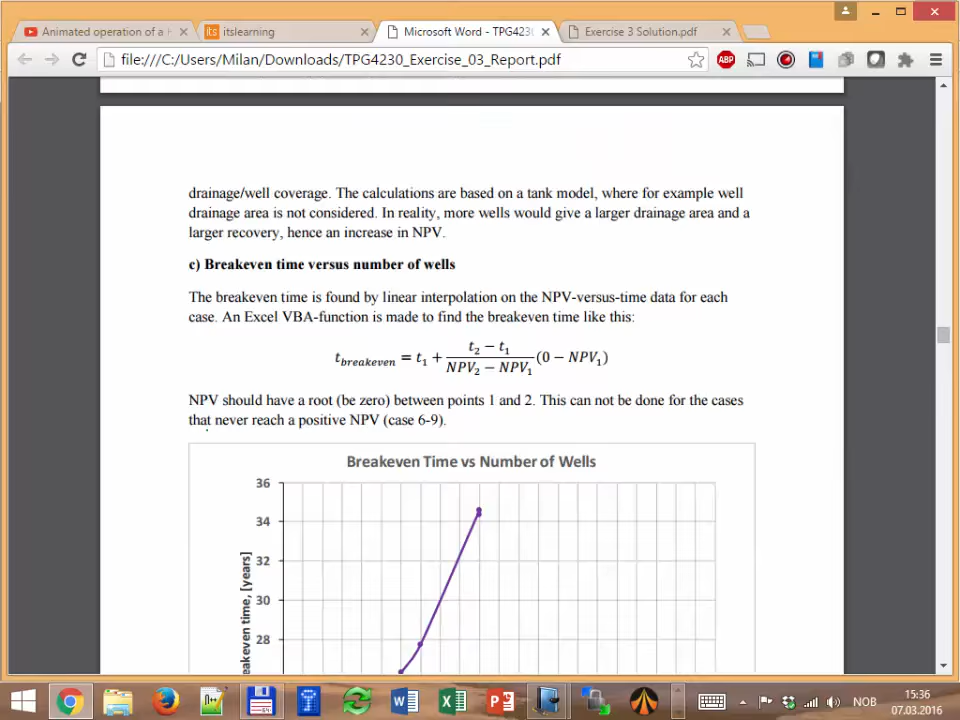 Animated operation of a H
itslearning
Microsoft Word - TPG423
Exercise 3 Solution.pdf
file:///C:/Users/Milan/Downloads/TPG4230_Exercise_03_Report.pdf
ABP
drainage/well coverage. The calculations are based on a tank model, where for example well
drainage area is not considered. In reality, more wells would give a larger drainage area and a
larger recovery, hence an increase in NPV.
c) Breakeven time versus number of wells
The breakeven time is found by linear interpolation on the NPV-versus-time data for each
case. An Excel VBA-function is made to find the breakeven time like this:
t_breakeven = t₁ + (t₂ − t₁)/(NPV₂ − NPV₁) (0 − NPV₁)
NPV should have a root (be zero) between points 1 and 2. This can not be done for the cases
that never reach a positive NPV (case 6-9).
Breakeven Time vs Number of Wells
36
34
32
30
28
eakeven time, [years]
NOB
15:36
07.03.2016